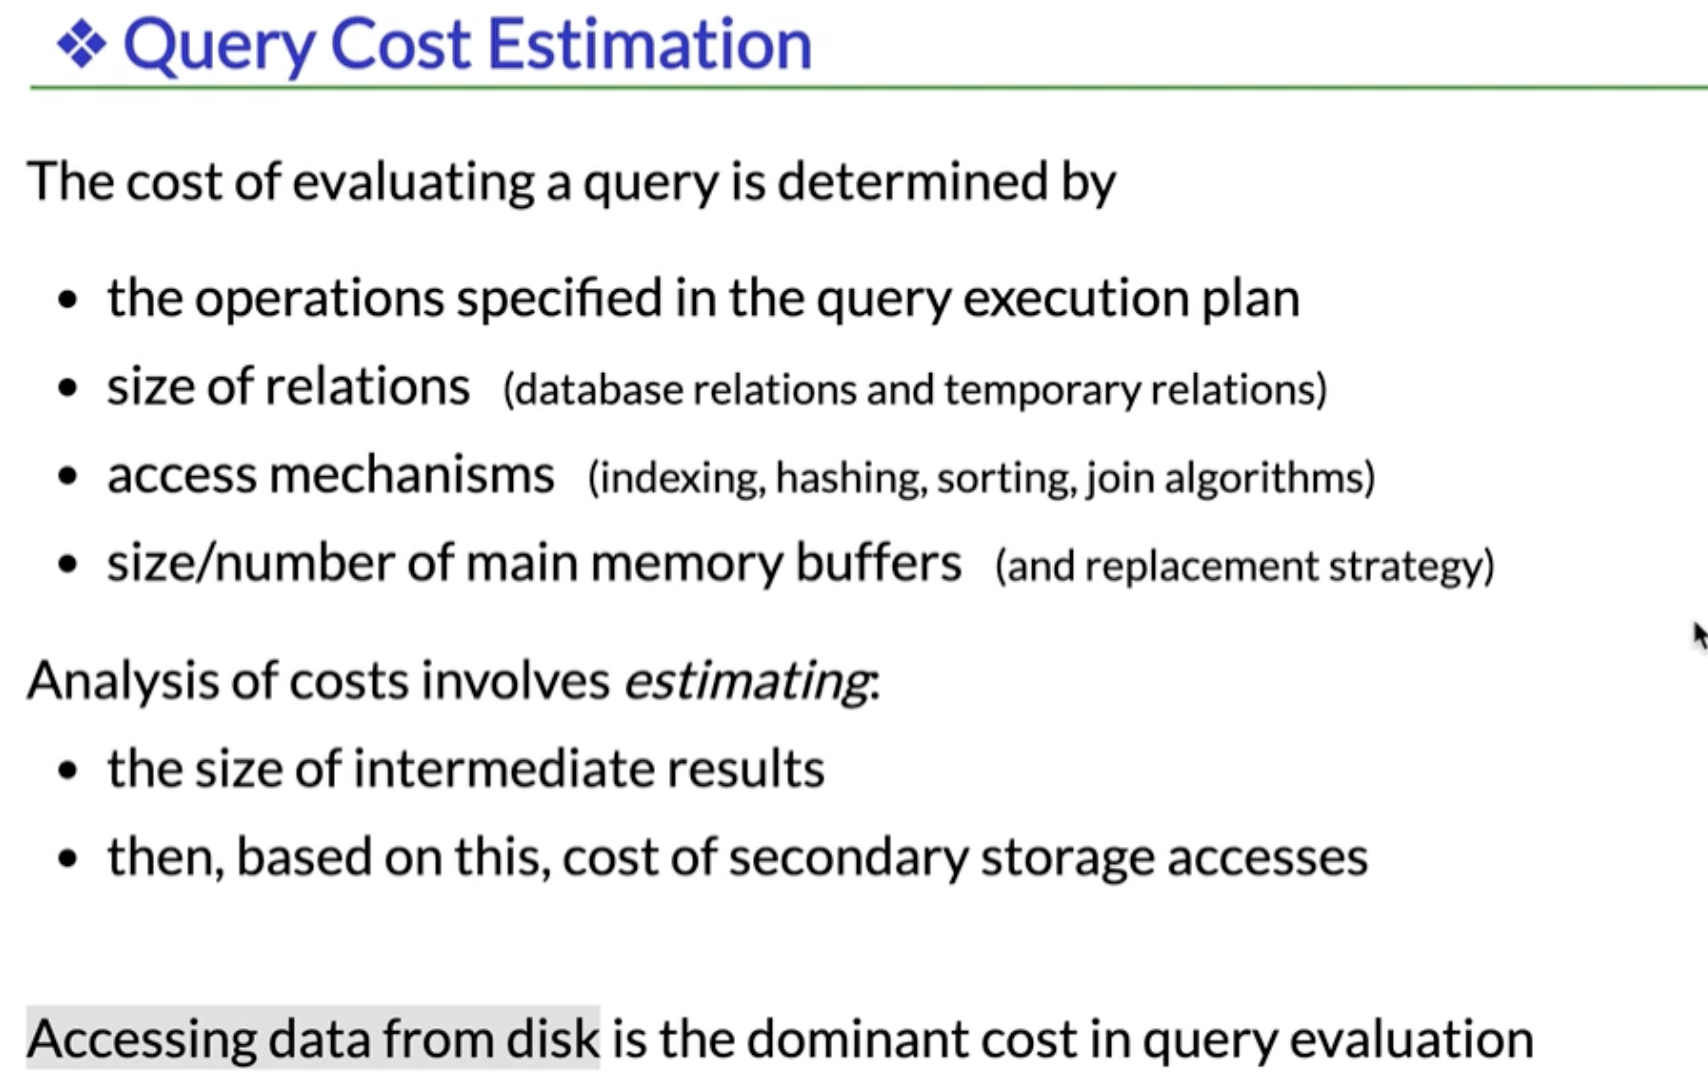 ❖ Query Cost Estimation
The cost of evaluating a query is determined by
• the operations specified in the query execution plan
• size of relations (database relations and temporary relations)
• access mechanisms (indexing, hashing, sorting, join algorithms)
• size/number of main memory buffers (and replacement strategy)
Analysis of costs involves estimating:
• the size of intermediate results
• then, based on this, cost of secondary storage accesses
Accessing data from disk is the dominant cost in query evaluation